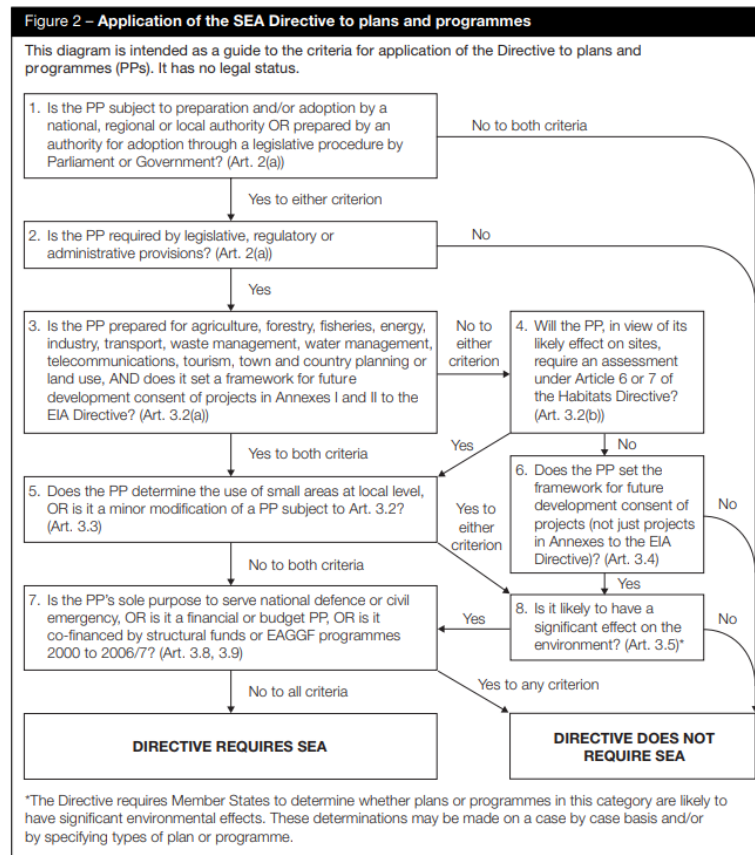 Figure 2 – Application of the SEA Directive to plans and programmes
This diagram is intended as a guide to the criteria for application of the Directive to plans and
programmes (PPs). It has no legal status.
1. Is the PP subject to preparation and/or adoption by a
national, regional or local authority OR prepared by an
authority for adoption through a legislative procedure by
Parliament or Government? (Art. 2(a))
No to both criteria
Yes to either criterion
2. Is the PP required by legislative, regulatory or
administrative provisions? (Art. 2(a))
No
Yes
3. Is the PP prepared for agriculture, forestry, fisheries, energy,
industry, transport, waste management, water management,
telecommunications, tourism, town and country planning or
land use, AND does it set a framework for future
development consent of projects in Annexes I and II to the
EIA Directive? (Art. 3.2(a))
No to
either
criterion
4. Will the PP, in view of its
likely effect on sites,
require an assessment
under Article 6 or 7 of
the Habitats Directive?
(Art. 3.2(b))
Yes to both criteria
Yes
No
5. Does the PP determine the use of small areas at local level,
OR is it a minor modification of a PP subject to Art. 3.2?
(Art. 3.3)
Yes to
either
criterion
6. Does the PP set the
framework for future
development consent of
projects (not just projects
in Annexes to the EIA
Directive)? (Art. 3.4)
No
No to both criteria
Yes
7. Is the PP's sole purpose to serve national defence or civil
emergency, OR is it a financial or budget PP, OR is it
co-financed by structural funds or EAGGF programmes
2000 to 2006/7? (Art. 3.8, 3.9)
Yes
8. Is it likely to have a
significant effect on the
environment? (Art. 3.5)*
No
No to all criteria
Yes to any criterion
DIRECTIVE REQUIRES SEA
DIRECTIVE DOES NOT
REQUIRE SEA
*The Directive requires Member States to determine whether plans or programmes in this category are likely to
have significant environmental effects. These determinations may be made on a case by case basis and/or
by specifying types of plan or programme.